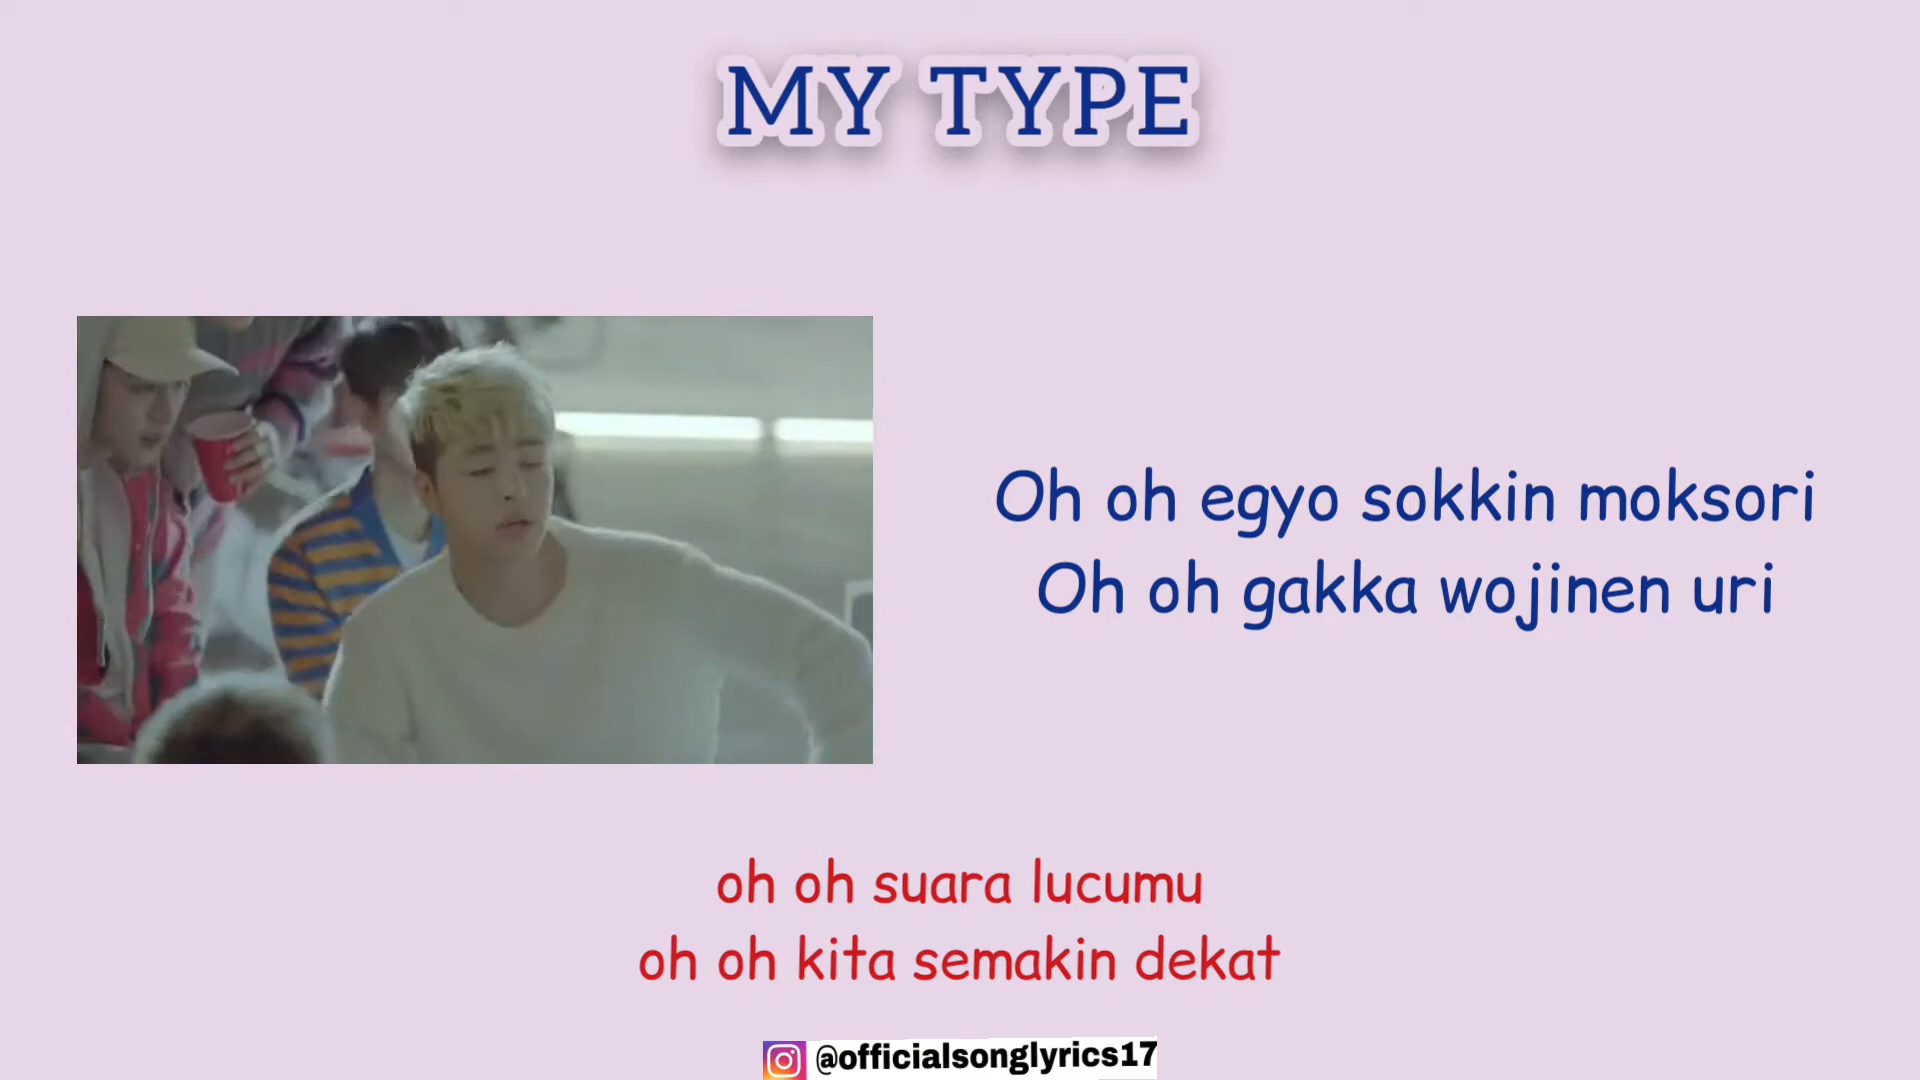 MY TYPE
Oh oh egyo sokkin moksori
Oh oh gakka wojinen uri
oh oh suara lucumu
oh oh kita semakin dekat
@officialsonglyrics17